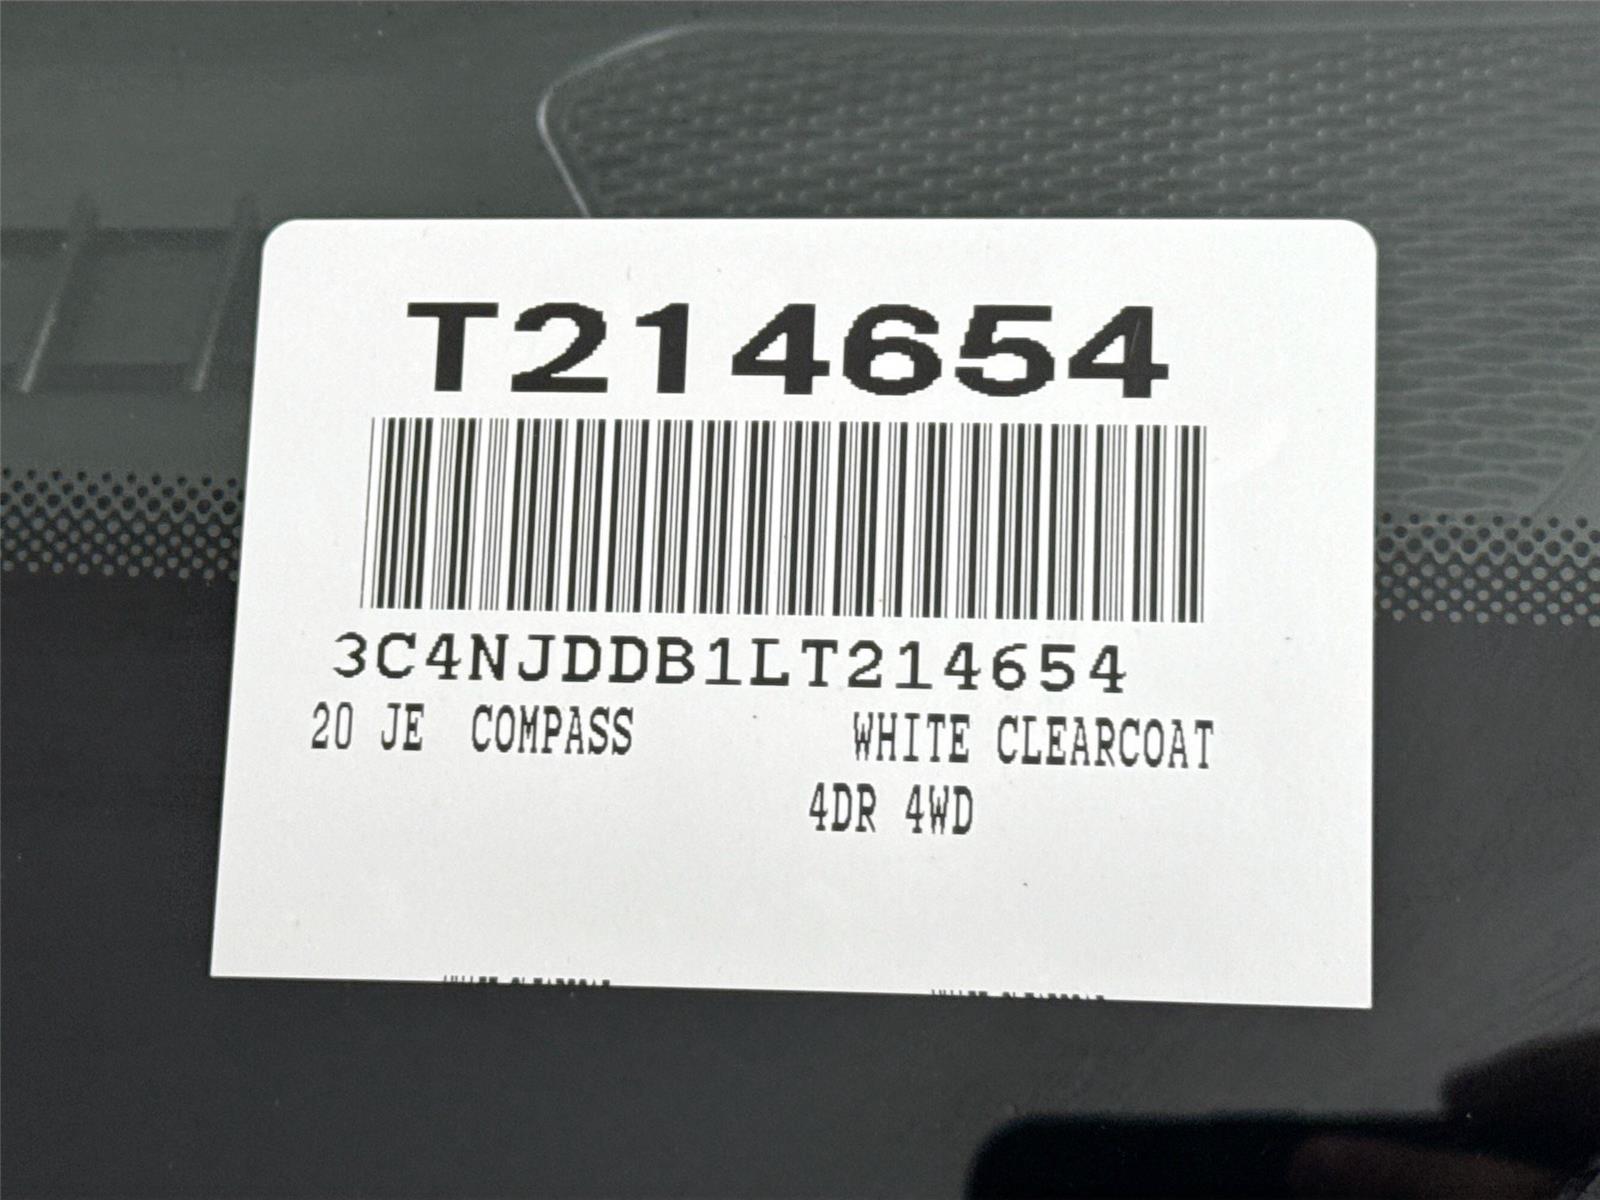 T214654
3C4NJDDB1LT214654
20 JE COMPASS WHITE CLEARCOAT
4DR 4WD